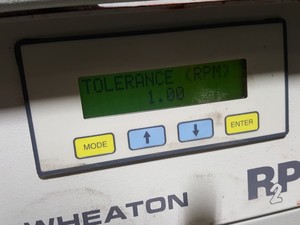 TOLERANCE (RPM)
1.00
MODE
ENTER
WHEATON
R2P